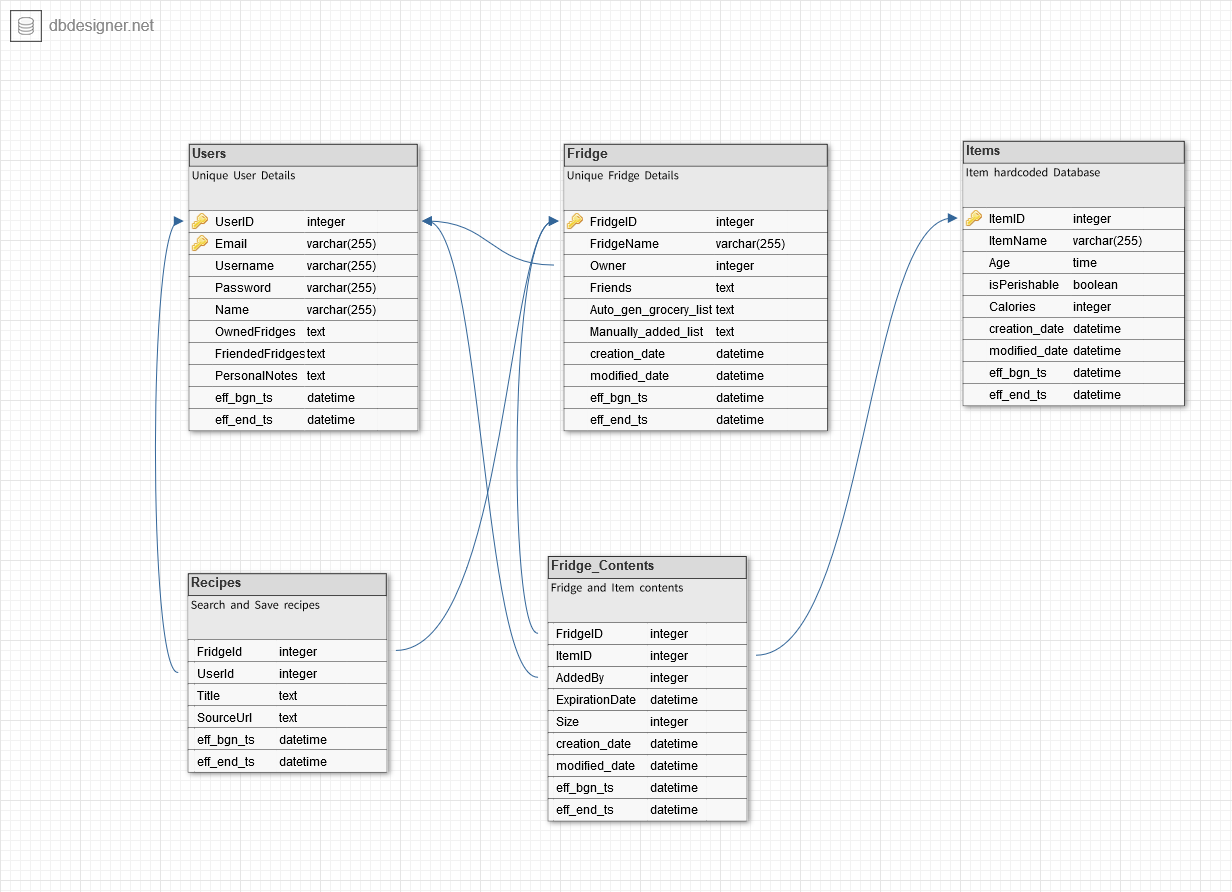 dbdesigner.net
Users
Unique User Details
UserID integer
Email varchar(255)
Username varchar(255)
Password varchar(255)
Name varchar(255)
OwnedFridges text
FriendedFridges text
PersonalNotes text
eff_bgn_ts datetime
eff_end_ts datetime
Fridge
Unique Fridge Details
FridgeID integer
FridgeName varchar(255)
Owner integer
Friends text
Auto_gen_grocery_list text
Manually_added_list text
creation_date datetime
modified_date datetime
eff_bgn_ts datetime
eff_end_ts datetime
Items
Item hardcoded Database
ItemID integer
ItemName varchar(255)
Age time
isPerishable boolean
Calories integer
creation_date datetime
modified_date datetime
eff_bgn_ts datetime
eff_end_ts datetime
Recipes
Search and Save recipes
FridgeId integer
UserId integer
Title text
SourceUrl text
eff_bgn_ts datetime
eff_end_ts datetime
Fridge_Contents
Fridge and Item contents
FridgeID integer
ItemID integer
AddedBy integer
ExpirationDate datetime
Size integer
creation_date datetime
modified_date datetime
eff_bgn_ts datetime
eff_end_ts datetime